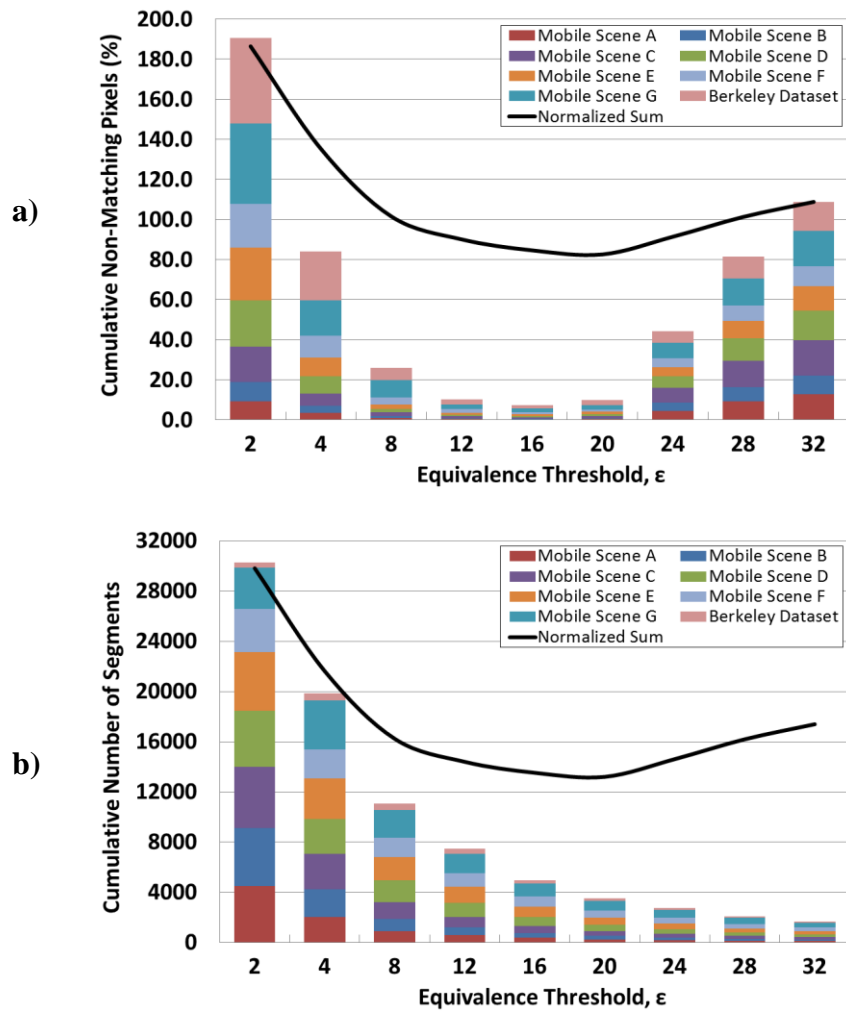 a)
Cumulative Non-Matching Pixels (%)
200.0
180.0
160.0
140.0
120.0
100.0
80.0
60.0
40.0
20.0
0.0
Mobile Scene A Mobile Scene B
Mobile Scene C Mobile Scene D
Mobile Scene E Mobile Scene F
Mobile Scene G Berkeley Dataset
Normalized Sum
2 4 8 12 16 20 24 28 32
Equivalence Threshold, ε
b)
Cumulative Number of Segments
32000
28000
24000
20000
16000
12000
8000
4000
0
Mobile Scene A Mobile Scene B
Mobile Scene C Mobile Scene D
Mobile Scene E Mobile Scene F
Mobile Scene G Berkeley Dataset
Normalized Sum
2 4 8 12 16 20 24 28 32
Equivalence Threshold, ε